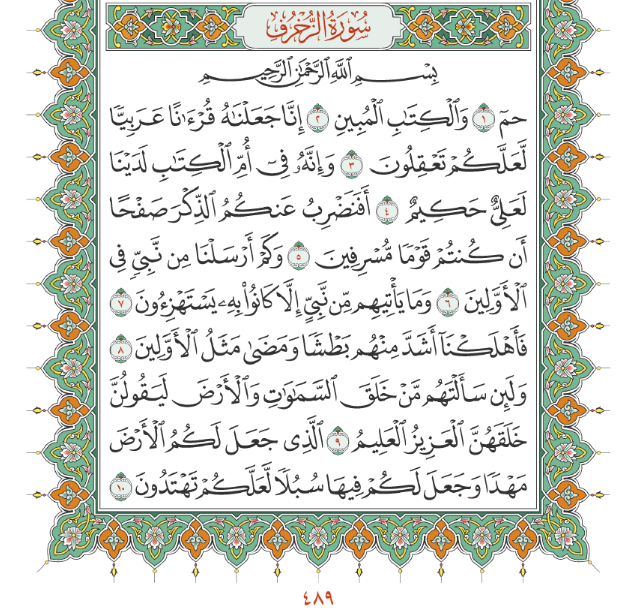 سُورَةُ الزُّخْرُفِ
بِسْمِ ٱللَّهِ ٱلرَّحْمَٰنِ ٱلرَّحِيمِ
حمٓ ١ وَٱلْكِتَٰبِ ٱلْمُبِينِ ٢ إِنَّا جَعَلْنَٰهُ قُرْءَٰنًا عَرَبِيًّا
لَّعَلَّكُمْ تَعْقِلُونَ ٣ وَإِنَّهُۥ فِىٓ أُمِّ ٱلْكِتَٰبِ لَدَيْنَا
لَعَلِىٌّ حَكِيمٌ ٤ أَفَنَضْرِبُ عَنكُمُ ٱلذِّكْرَ صَفْحًا
أَن كُنتُمْ قَوْمًا مُّسْرِفِينَ ٥ وَكَمْ أَرْسَلْنَا مِن نَّبِىٍّ فِى
ٱلْأَوَّلِينَ ٦ وَمَا يَأْتِيهِم مِّن نَّبِىٍّ إِلَّا كَانُوا۟ بِهِۦ يَسْتَهْزِءُونَ ٧
فَأَهْلَكْنَآ أَشَدَّ مِنْهُم بَطْشًا وَمَضَىٰ مَثَلُ ٱلْأَوَّلِينَ ٨
وَلَئِن سَأَلْتَهُم مَّنْ خَلَقَ ٱلسَّمَٰوَٰتِ وَٱلْأَرْضَ لَيَقُولُنَّ
خَلَقَهُنَّ ٱلْعَزِيزُ ٱلْعَلِيمُ ٩ ٱلَّذِى جَعَلَ لَكُمُ ٱلْأَرْضَ
مَهْدًا وَجَعَلَ لَكُمْ فِيهَا سُبُلًا لَّعَلَّكُمْ تَهْتَدُونَ ١٠
٤٨٩